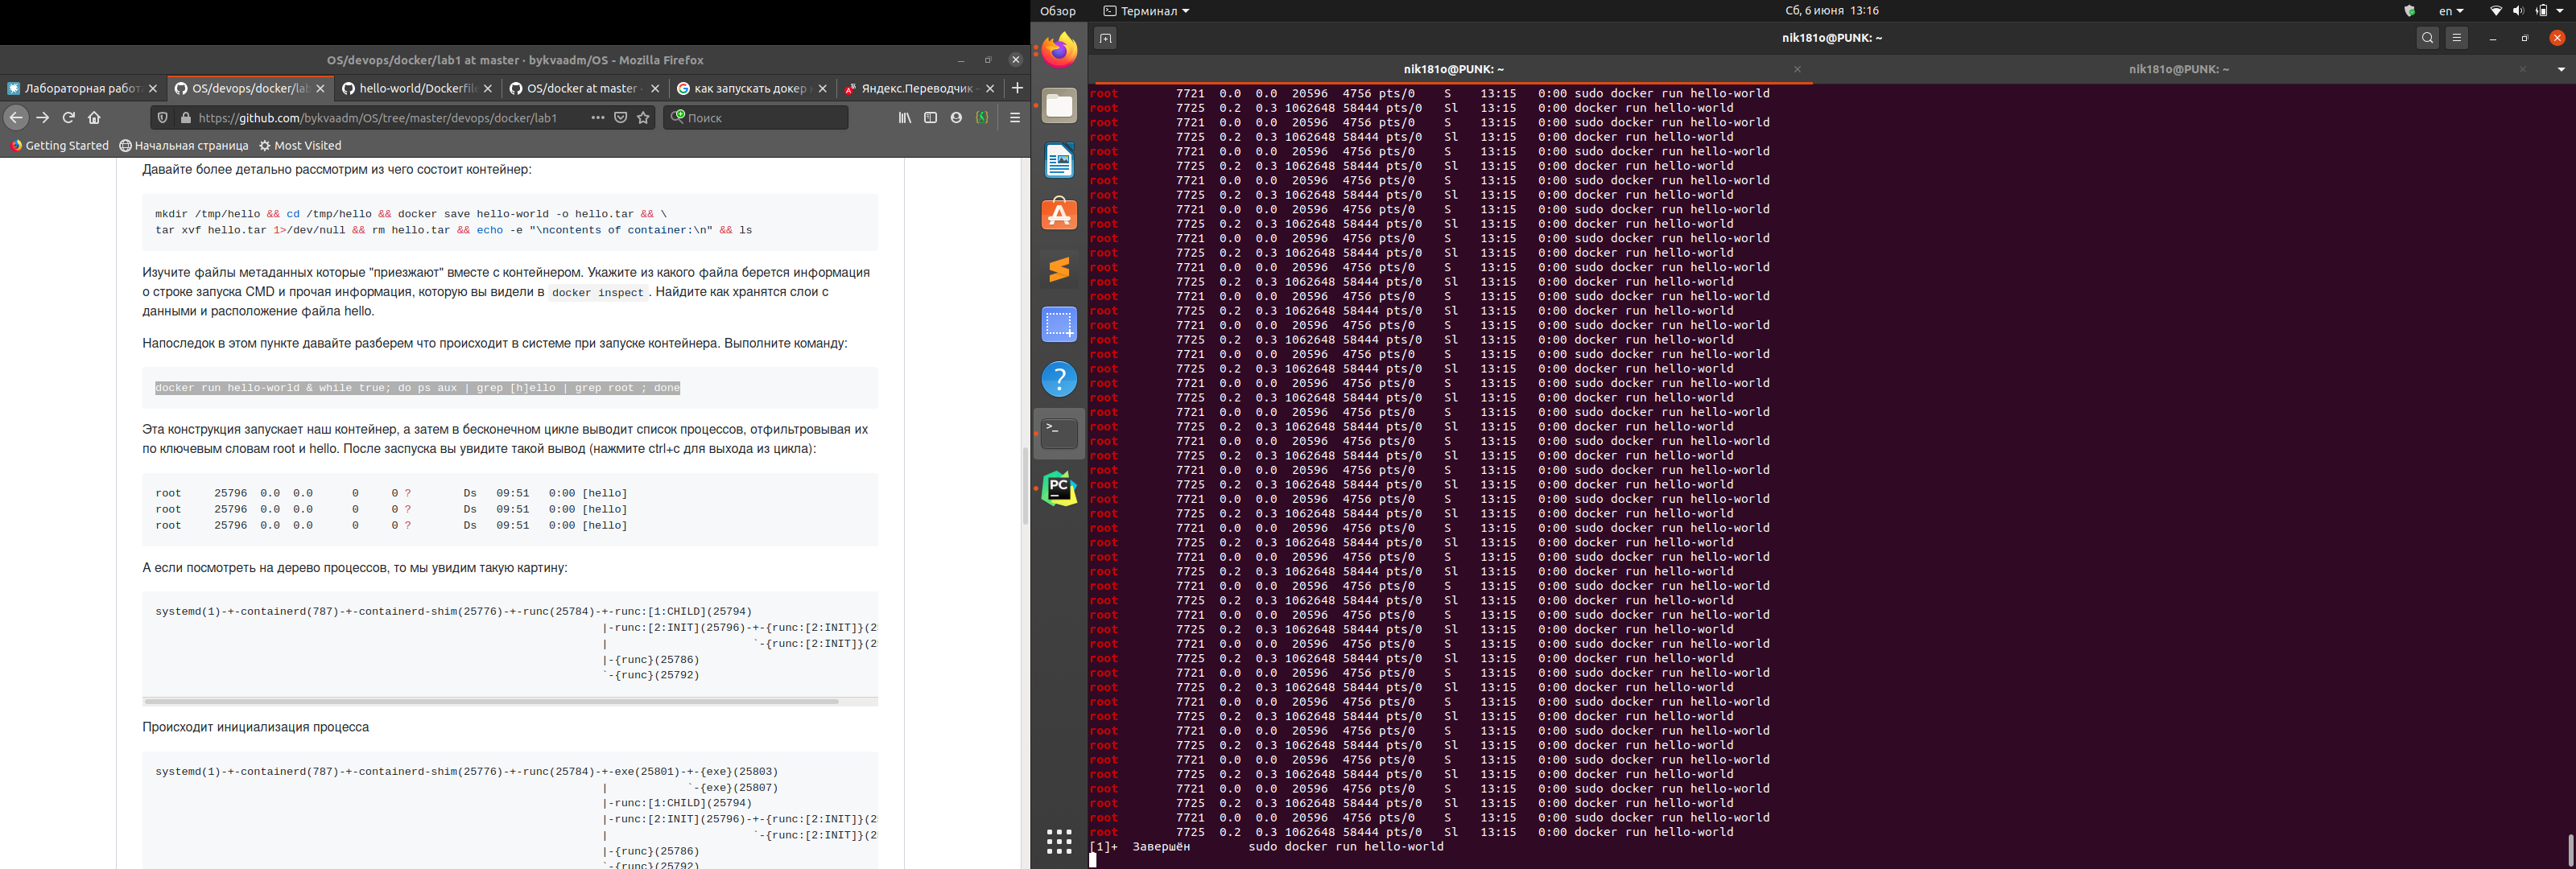 OS/devops/docker/lab1 at master · bykvaadm/OS - Mozilla Firefox
Лабораторная работ
OS/devops/docker/lab
hello-world/Dockerfile
OS/docker at master ·
как запускать докер
Яндекс.Переводчик –
https://github.com/bykvaadm/OS/tree/master/devops/docker/lab1
Поиск
Getting Started Начальная страница Most Visited
Давайте более детально рассмотрим из чего состоит контейнер:
mkdir /tmp/hello && cd /tmp/hello && docker save hello-world -o hello.tar && \
tar xvf hello.tar 1>/dev/null && rm hello.tar && echo -e "\ncontents of container:\n" && ls
Изучите файлы метаданных которые "приезжают" вместе с контейнером. Укажите из какого файла берется информация
о строке запуска CMD и прочая информация, которую вы видели в docker inspect . Найдите как хранятся слои с
данными и расположение файла hello.
Напоследок в этом пункте давайте разберем что происходит в системе при запуске контейнера. Выполните команду:
docker run hello-world & while true; do ps aux | grep [h]ello | grep root ; done
Эта конструкция запускает наш контейнер, а затем в бесконечном цикле выводит список процессов, отфильтровывая их
по ключевым словам root и hello. После заспуска вы увидите такой вывод (нажмите ctrl+c для выхода из цикла):
root     25796  0.0  0.0      0     0 ?        Ds   09:51   0:00 [hello]
root     25796  0.0  0.0      0     0 ?        Ds   09:51   0:00 [hello]
root     25796  0.0  0.0      0     0 ?        Ds   09:51   0:00 [hello]
А если посмотреть на дерево процессов, то мы увидим такую картину:
systemd(1)-+-containerd(787)-+-containerd-shim(25776)-+-runc(25784)-+-runc:[1:CHILD](25794)
|-runc:[2:INIT](25796)-+-{runc:[2:INIT]}(2
|                      `-{runc:[2:INIT]}(2
|-{runc}(25786)
`-{runc}(25792)
Происходит инициализация процесса
systemd(1)-+-containerd(787)-+-containerd-shim(25776)-+-runc(25784)-+-exe(25801)-+-{exe}(25803)
|            `-{exe}(25807)
|-runc:[1:CHILD](25794)
|-runc:[2:INIT](25796)-+-{runc:[2:INIT]}(2
|                      `-{runc:[2:INIT]}(2
|-{runc}(25786)
`-{runc}(25792)
Обзор Терминал Сб, 6 июня 13:16 en
nik181o@PUNK: ~
nik181o@PUNK: ~ nik181o@PUNK: ~
root 7721 0.0 0.0 20596 4756 pts/0 S 13:15 0:00 sudo docker run hello-world
root 7725 0.2 0.3 1062648 58444 pts/0 Sl 13:15 0:00 docker run hello-world
root 7721 0.0 0.0 20596 4756 pts/0 S 13:15 0:00 sudo docker run hello-world
root 7725 0.2 0.3 1062648 58444 pts/0 Sl 13:15 0:00 docker run hello-world
root 7721 0.0 0.0 20596 4756 pts/0 S 13:15 0:00 sudo docker run hello-world
root 7725 0.2 0.3 1062648 58444 pts/0 Sl 13:15 0:00 docker run hello-world
root 7721 0.0 0.0 20596 4756 pts/0 S 13:15 0:00 sudo docker run hello-world
root 7725 0.2 0.3 1062648 58444 pts/0 Sl 13:15 0:00 docker run hello-world
root 7721 0.0 0.0 20596 4756 pts/0 S 13:15 0:00 sudo docker run hello-world
root 7725 0.2 0.3 1062648 58444 pts/0 Sl 13:15 0:00 docker run hello-world
root 7721 0.0 0.0 20596 4756 pts/0 S 13:15 0:00 sudo docker run hello-world
root 7725 0.2 0.3 1062648 58444 pts/0 Sl 13:15 0:00 docker run hello-world
root 7721 0.0 0.0 20596 4756 pts/0 S 13:15 0:00 sudo docker run hello-world
root 7725 0.2 0.3 1062648 58444 pts/0 Sl 13:15 0:00 docker run hello-world
root 7721 0.0 0.0 20596 4756 pts/0 S 13:15 0:00 sudo docker run hello-world
root 7725 0.2 0.3 1062648 58444 pts/0 Sl 13:15 0:00 docker run hello-world
root 7721 0.0 0.0 20596 4756 pts/0 S 13:15 0:00 sudo docker run hello-world
root 7725 0.2 0.3 1062648 58444 pts/0 Sl 13:15 0:00 docker run hello-world
root 7721 0.0 0.0 20596 4756 pts/0 S 13:15 0:00 sudo docker run hello-world
root 7725 0.2 0.3 1062648 58444 pts/0 Sl 13:15 0:00 docker run hello-world
root 7721 0.0 0.0 20596 4756 pts/0 S 13:15 0:00 sudo docker run hello-world
root 7725 0.2 0.3 1062648 58444 pts/0 Sl 13:15 0:00 docker run hello-world
root 7721 0.0 0.0 20596 4756 pts/0 S 13:15 0:00 sudo docker run hello-world
root 7725 0.2 0.3 1062648 58444 pts/0 Sl 13:15 0:00 docker run hello-world
root 7721 0.0 0.0 20596 4756 pts/0 S 13:15 0:00 sudo docker run hello-world
root 7725 0.2 0.3 1062648 58444 pts/0 Sl 13:15 0:00 docker run hello-world
root 7721 0.0 0.0 20596 4756 pts/0 S 13:15 0:00 sudo docker run hello-world
root 7725 0.2 0.3 1062648 58444 pts/0 Sl 13:15 0:00 docker run hello-world
root 7721 0.0 0.0 20596 4756 pts/0 S 13:15 0:00 sudo docker run hello-world
root 7725 0.2 0.3 1062648 58444 pts/0 Sl 13:15 0:00 docker run hello-world
root 7721 0.0 0.0 20596 4756 pts/0 S 13:15 0:00 sudo docker run hello-world
root 7725 0.2 0.3 1062648 58444 pts/0 Sl 13:15 0:00 docker run hello-world
root 7721 0.0 0.0 20596 4756 pts/0 S 13:15 0:00 sudo docker run hello-world
root 7725 0.2 0.3 1062648 58444 pts/0 Sl 13:15 0:00 docker run hello-world
root 7721 0.0 0.0 20596 4756 pts/0 S 13:15 0:00 sudo docker run hello-world
root 7725 0.2 0.3 1062648 58444 pts/0 Sl 13:15 0:00 docker run hello-world
root 7721 0.0 0.0 20596 4756 pts/0 S 13:15 0:00 sudo docker run hello-world
root 7725 0.2 0.3 1062648 58444 pts/0 Sl 13:15 0:00 docker run hello-world
root 7721 0.0 0.0 20596 4756 pts/0 S 13:15 0:00 sudo docker run hello-world
root 7725 0.2 0.3 1062648 58444 pts/0 Sl 13:15 0:00 docker run hello-world
root 7721 0.0 0.0 20596 4756 pts/0 S 13:15 0:00 sudo docker run hello-world
root 7725 0.2 0.3 1062648 58444 pts/0 Sl 13:15 0:00 docker run hello-world
root 7721 0.0 0.0 20596 4756 pts/0 S 13:15 0:00 sudo docker run hello-world
root 7725 0.2 0.3 1062648 58444 pts/0 Sl 13:15 0:00 docker run hello-world
root 7721 0.0 0.0 20596 4756 pts/0 S 13:15 0:00 sudo docker run hello-world
root 7725 0.2 0.3 1062648 58444 pts/0 Sl 13:15 0:00 docker run hello-world
root 7721 0.0 0.0 20596 4756 pts/0 S 13:15 0:00 sudo docker run hello-world
root 7725 0.2 0.3 1062648 58444 pts/0 Sl 13:15 0:00 docker run hello-world
root 7721 0.0 0.0 20596 4756 pts/0 S 13:15 0:00 sudo docker run hello-world
root 7725 0.2 0.3 1062648 58444 pts/0 Sl 13:15 0:00 docker run hello-world
root 7721 0.0 0.0 20596 4756 pts/0 S 13:15 0:00 sudo docker run hello-world
root 7725 0.2 0.3 1062648 58444 pts/0 Sl 13:15 0:00 docker run hello-world
[1]+ Завершён sudo docker run hello-world